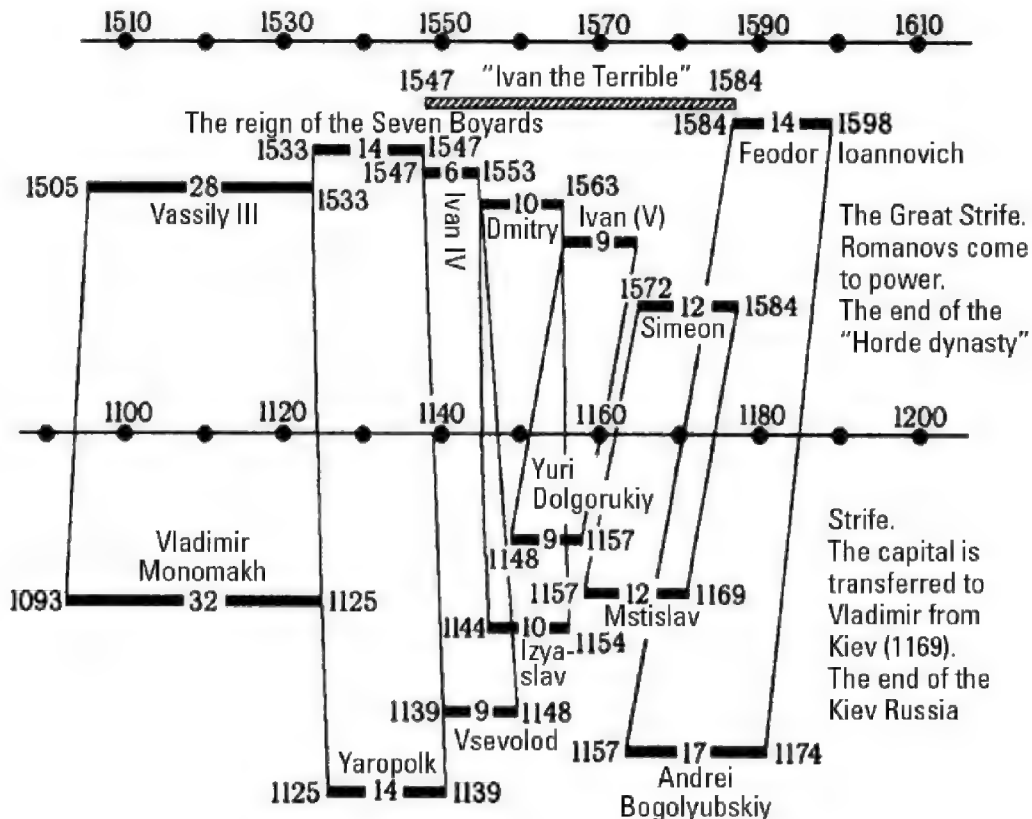 1510 1530 1550 1570 1590 1610
1547 "Ivan the Terrible" 1584
The reign of the Seven Boyards
1533 14 1547
1584 14 1598
Feodor Ioannovich
1547 6 1553
Ivan IV
1505 28 1533
Vassily III
10 1563
Dmitry
Ivan (V)
9
1572 12 1584
Simeon
The Great Strife.
Romanovs come
to power.
The end of the
"Horde dynasty"
1100 1120 1140 1160 1180 1200
Yuri
Dolgorukiy
1148 9 1157
Vladimir
Monomakh
1093 32 1125
1157 12 1169
Mstislav
1144 10 1154
Izya-
slav
1139 9 1148
Vsevolod
Yaropolk
1125 14 1139
1157 17 1174
Andrei
Bogolyubskiy
Strife.
The capital is
transferred to
Vladimir from
Kiev (1169).
The end of the
Kiev Russia